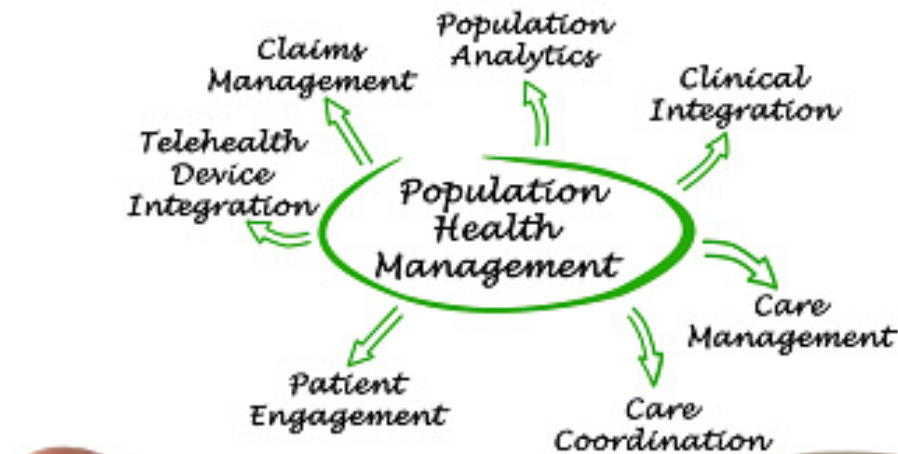 Population
Analytics
Claims
Management
Clinical
Integration
Telehealth
Device
Integration
Population
Health
Management
Care
Management
Patient
Engagement
Care
Coordination